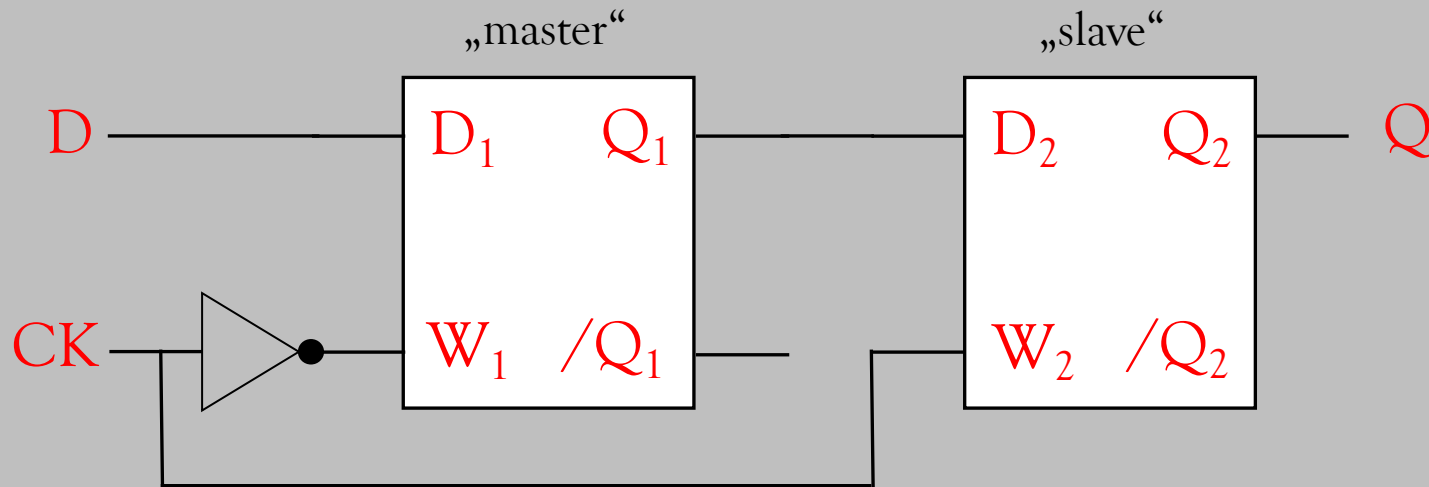 „master“ „slave“
D D₁ Q₁ D₂ Q₂ Q
CK W₁ /Q₁ W₂ /Q₂